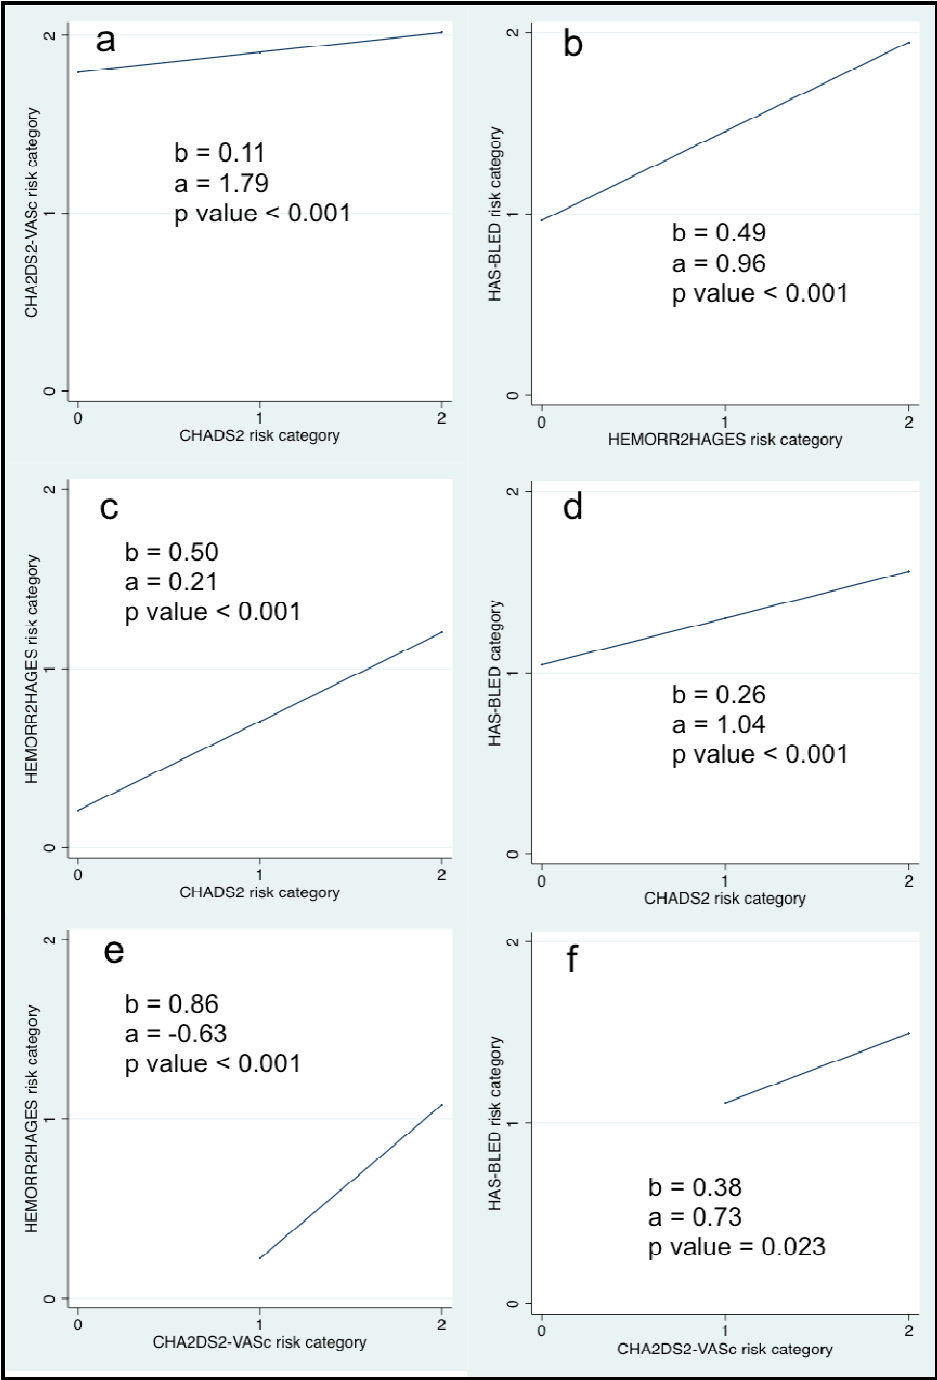 a
2
1
0
CHA2DS2-VASc risk category
b = 0.11
a = 1.79
p value < 0.001
0 1 2
CHADS2 risk category
b
2
1
0
HAS-BLED risk category
b = 0.49
a = 0.96
p value < 0.001
0 1 2
HEMORR2HAGES risk category
c
2
1
0
HEMORR2HAGES risk category
b = 0.50
a = 0.21
p value < 0.001
0 1 2
CHADS2 risk category
d
2
1
0
HAS-BLED category
b = 0.26
a = 1.04
p value < 0.001
0 1 2
CHADS2 risk category
e
2
1
0
HEMORR2HAGES risk category
b = 0.86
a = -0.63
p value < 0.001
0 1 2
CHA2DS2-VASc risk category
f
2
1
0
HAS-BLED risk category
b = 0.38
a = 0.73
p value = 0.023
0 1 2
CHA2DS2-VASc risk category